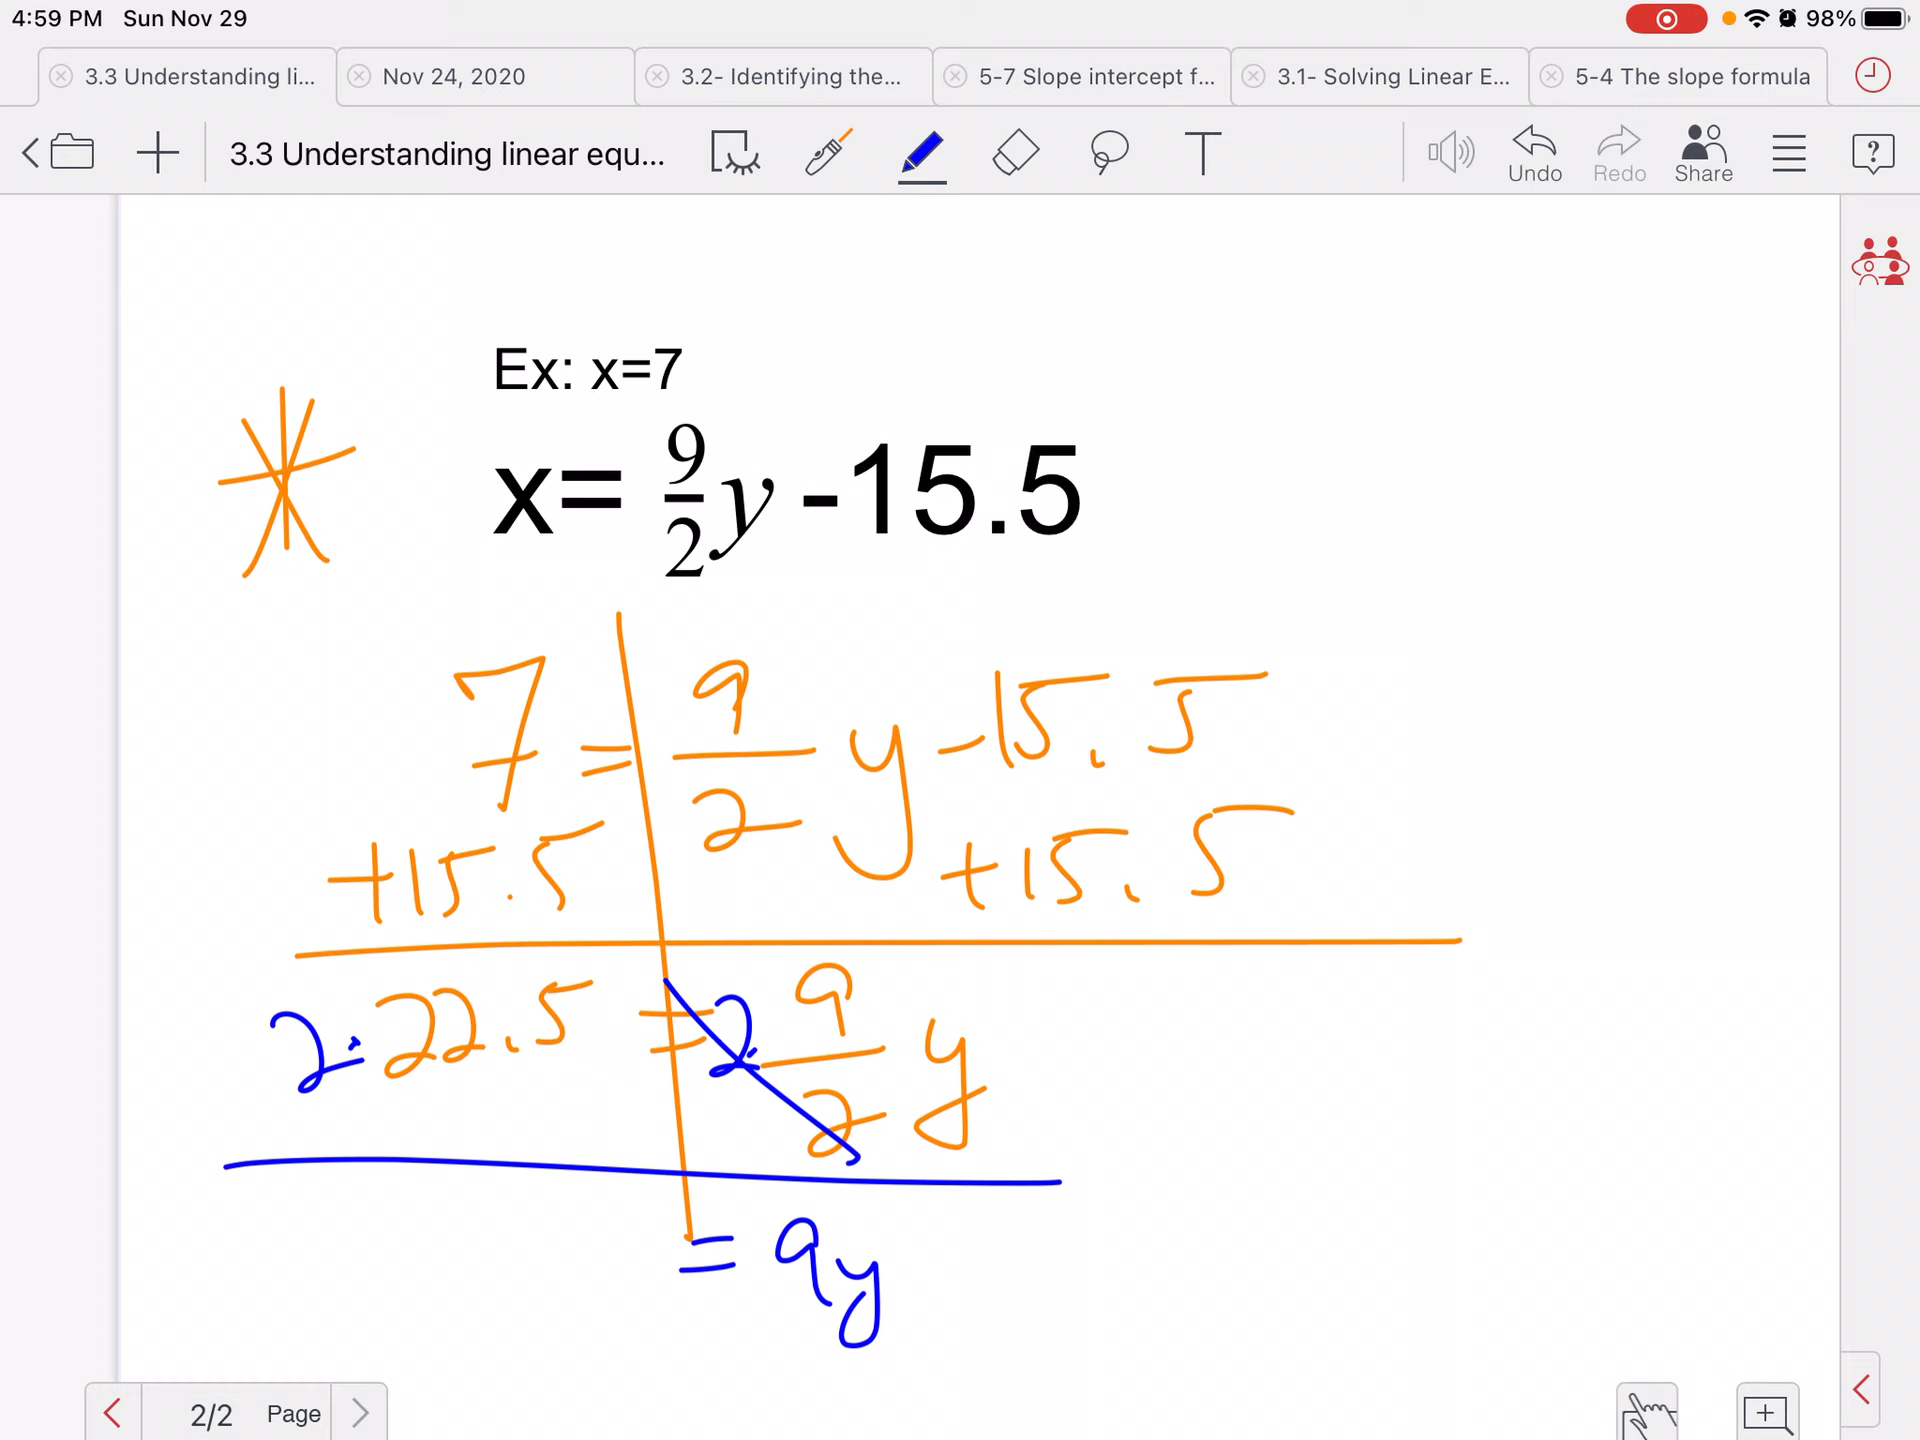 4:59 PM Sun Nov 29 98%
3.3 Understanding li... Nov 24, 2020 3.2- Identifying the... 5-7 Slope intercept f... 3.1- Solving Linear E... 5-4 The slope formula
3.3 Understanding linear equ... T Undo Redo Share ?
Ex: x=7
x= 9/2 y -15.5
7 = 9/2 y -15.5
+15.5 +15.5
2· 22.5 = 2· 9/2 y
= 9y
2/2 Page